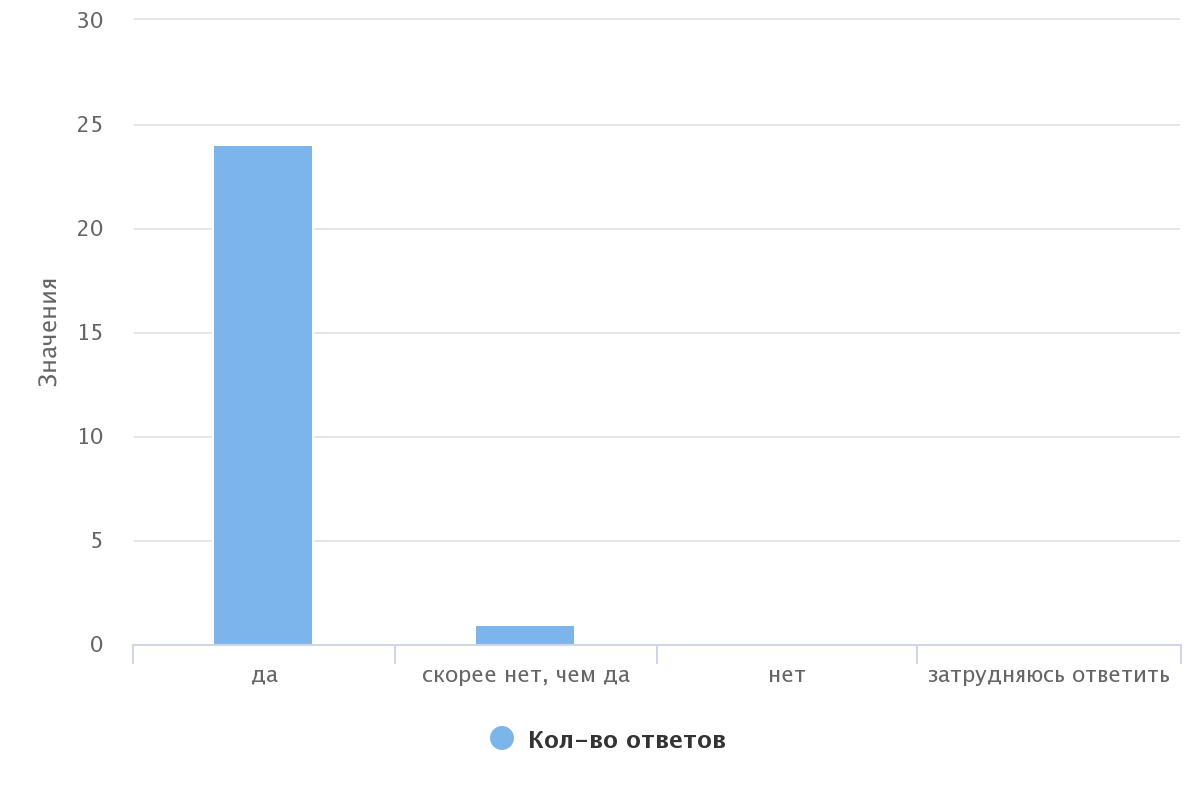 30
25
20
15
10
5
0
Значения
да
скорее нет, чем да
нет
затрудняюсь ответить
Кол-во ответов